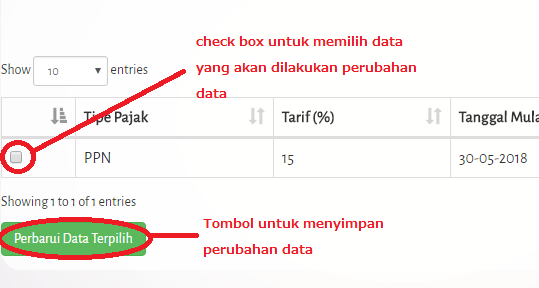 check box untuk memilih data
yang akan dilakukan perubahan
data
Show 10 entries
Tipe Pajak Tarif (%) Tanggal Mula
PPN 15 30-05-2018
Showing 1 to 1 of 1 entries
Perbarui Data Terpilih
Tombol untuk menyimpan
perubahan data